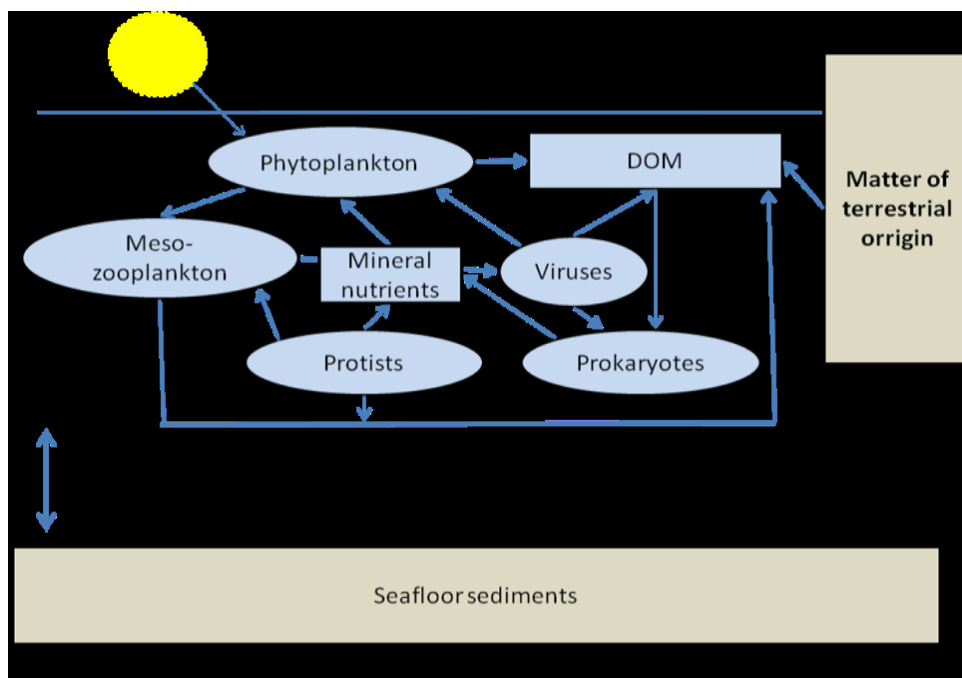 Phytoplankton
DOM
Matter of
terrestrial
orrigin
Meso-
zooplankton
Mineral
nutrients
Viruses
Protists
Prokaryotes
Seafloor sediments